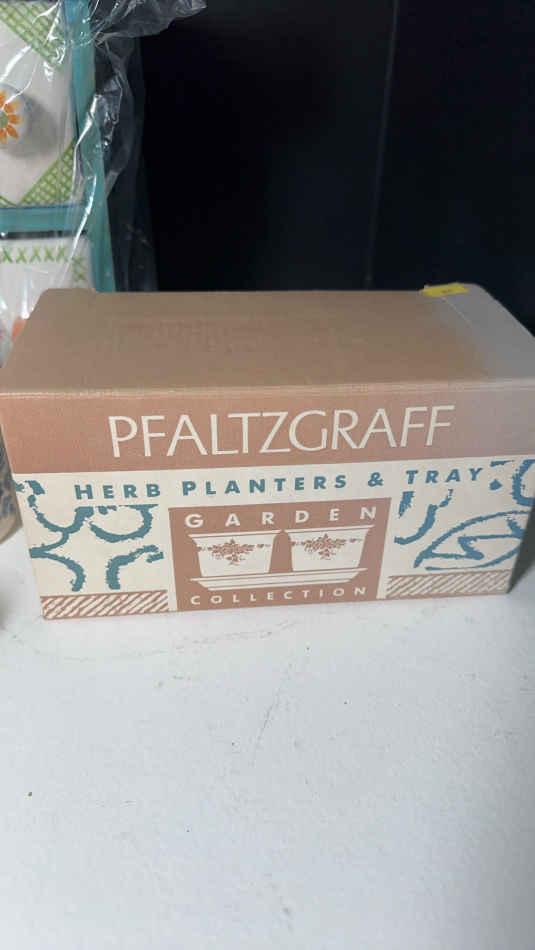 PFALTZGRAFF
HERB PLANTERS & TRAY
GARDEN
COLLECTION